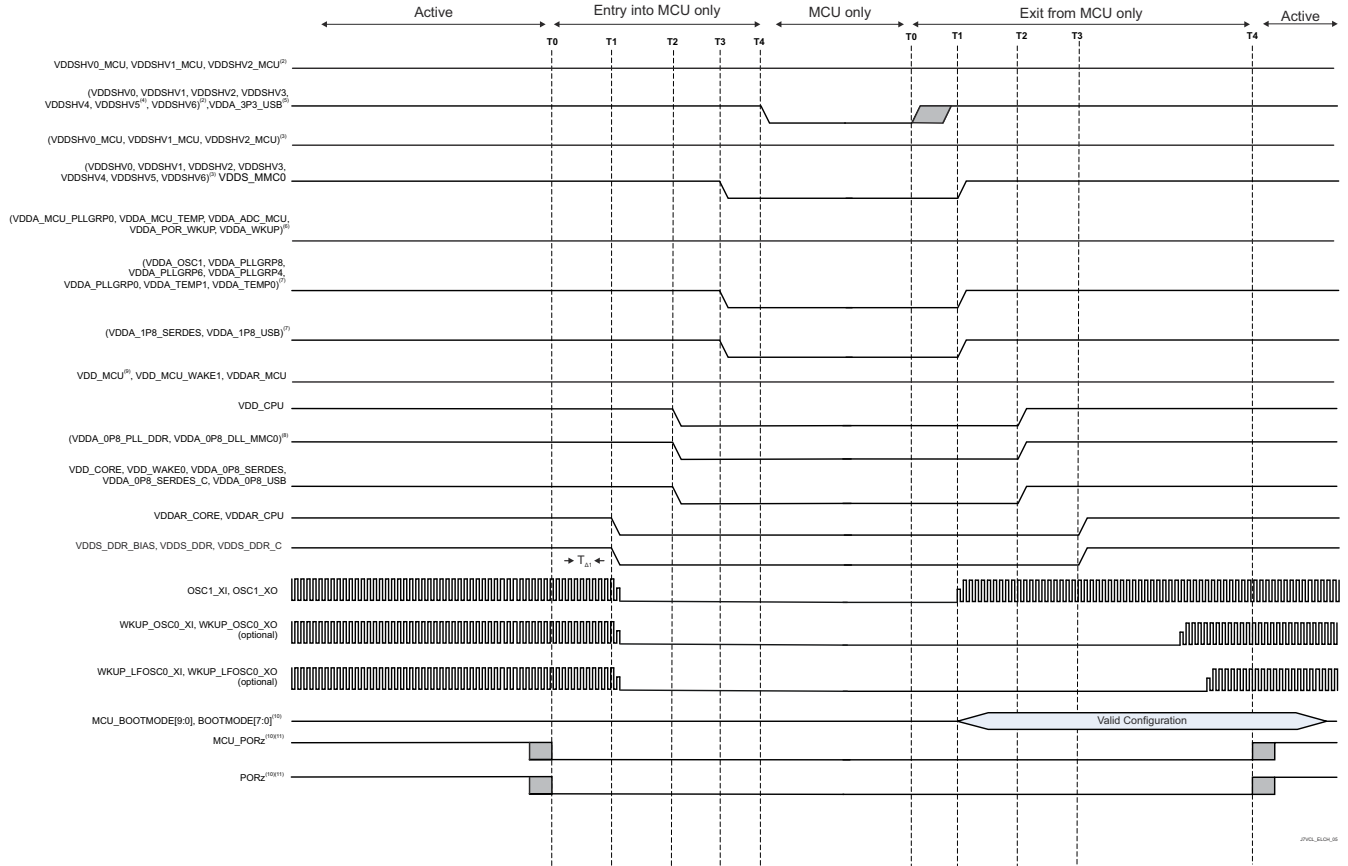 Active
Entry into MCU only
MCU only
Exit from MCU only
Active
T0
T1
T2
T3
T4
T0
T1
T2
T3
T4
VDDSHV0_MCU, VDDSHV1_MCU, VDDSHV2_MCU(2)
(VDDSHV0, VDDSHV1, VDDSHV2, VDDSHV3,
VDDSHV4, VDDSHV5(4), VDDSHV6)(2),VDDA_3P3_USB(5)
(VDDSHV0_MCU, VDDSHV1_MCU, VDDSHV2_MCU)(3)
(VDDSHV0, VDDSHV1, VDDSHV2, VDDSHV3,
VDDSHV4, VDDSHV5, VDDSHV6)(3) VDDS_MMC0
(VDDA_MCU_PLLGRP0, VDDA_MCU_TEMP, VDDA_ADC_MCU,
VDDA_POR_WKUP, VDDA_WKUP)(6)
(VDDA_OSC1, VDDA_PLLGRP8,
VDDA_PLLGRP6, VDDA_PLLGRP4,
VDDA_PLLGRP0, VDDA_TEMP1, VDDA_TEMP0)(7)
(VDDA_1P8_SERDES, VDDA_1P8_USB)(7)
VDD_MCU(9), VDD_MCU_WAKE1, VDDAR_MCU
VDD_CPU
(VDDA_0P8_PLL_DDR, VDDA_0P8_DLL_MMC0)(8)
VDD_CORE, VDD_WAKE0, VDDA_0P8_SERDES,
VDDA_0P8_SERDES_C, VDDA_0P8_USB
VDDAR_CORE, VDDAR_CPU
VDDS_DDR_BIAS, VDDS_DDR, VDDS_DDR_C
TΔ1
OSC1_XI, OSC1_XO
WKUP_OSC0_XI, WKUP_OSC0_XO
(optional)
WKUP_LFOSC0_XI, WKUP_LFOSC0_XO
(optional)
MCU_BOOTMODE[9:0], BOOTMODE[7:0](10)
Valid Configuration
MCU_PORz(10)(11)
PORz(10)(11)